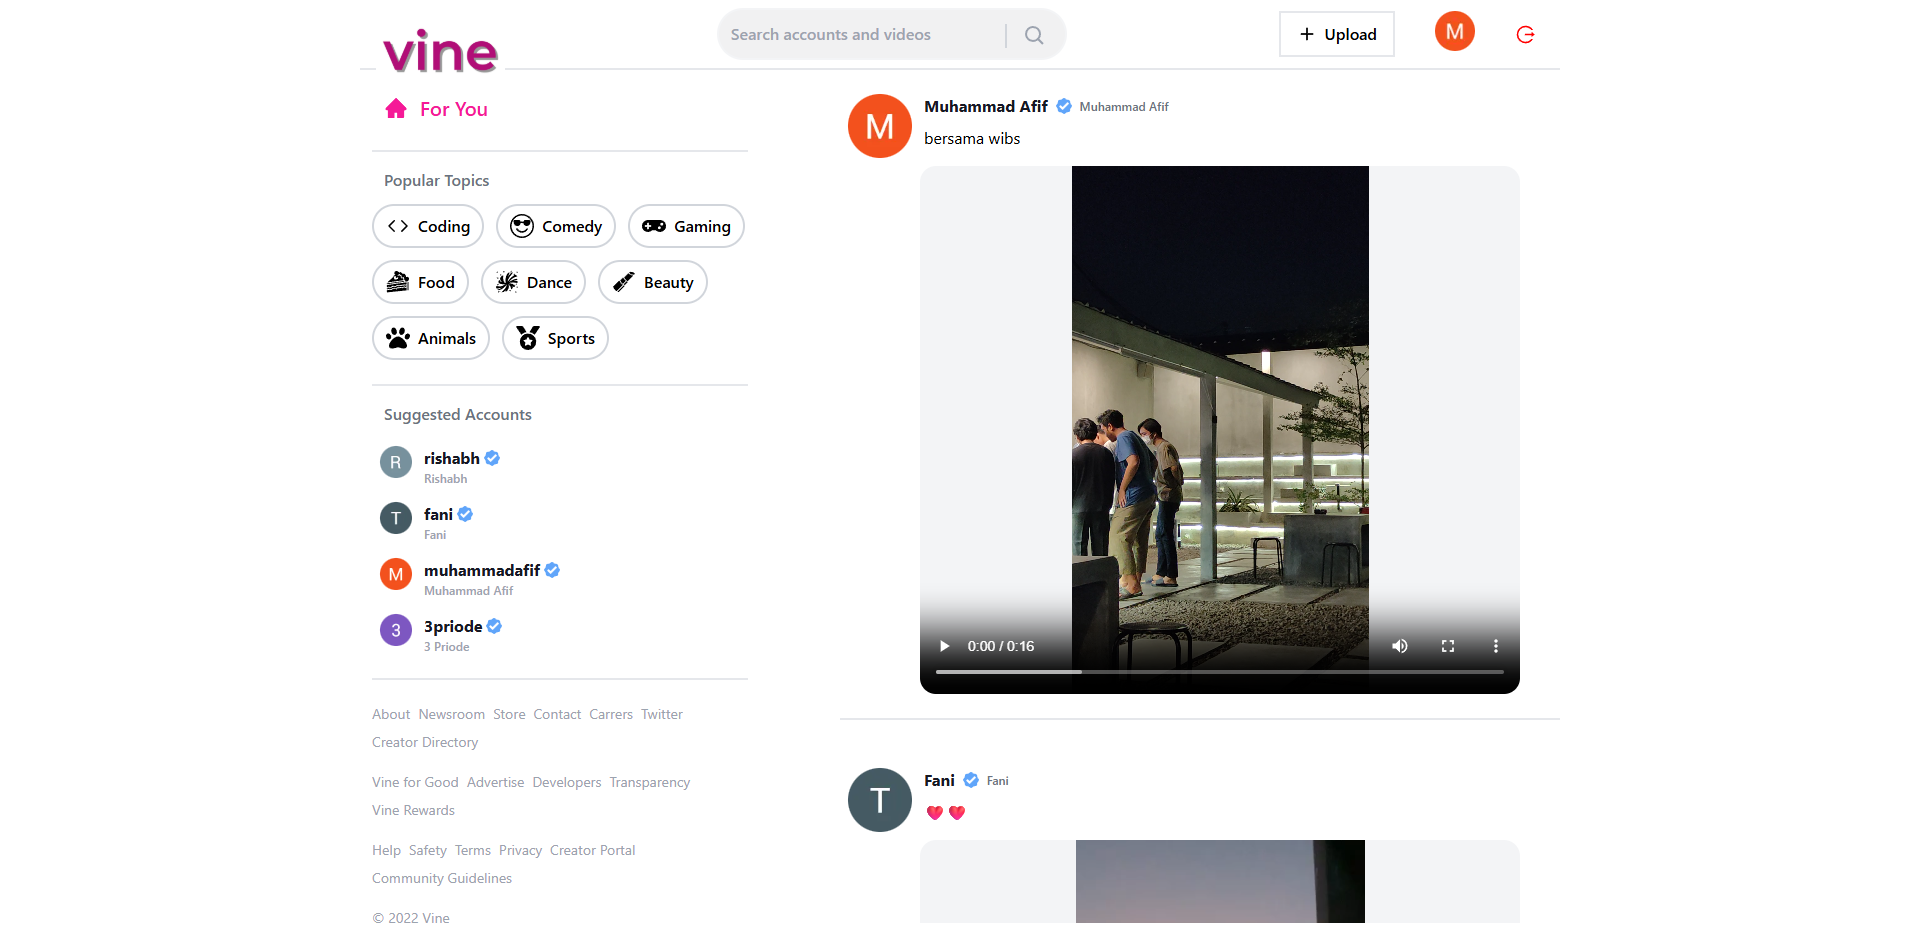 vine
Search accounts and videos
Upload
M
For You
Popular Topics
Coding
Comedy
Gaming
Food
Dance
Beauty
Animals
Sports
Suggested Accounts
R
rishabh
Rishabh
T
fani
Fani
M
muhammadafif
Muhammad Afif
3
3priode
3 Priode
About Newsroom Store Contact Carrers Twitter
Creator Directory
Vine for Good Advertise Developers Transparency
Vine Rewards
Help Safety Terms Privacy Creator Portal
Community Guidelines
© 2022 Vine
M
Muhammad Afif Muhammad Afif
bersama wibs
0:00 / 0:16
T
Fani Fani